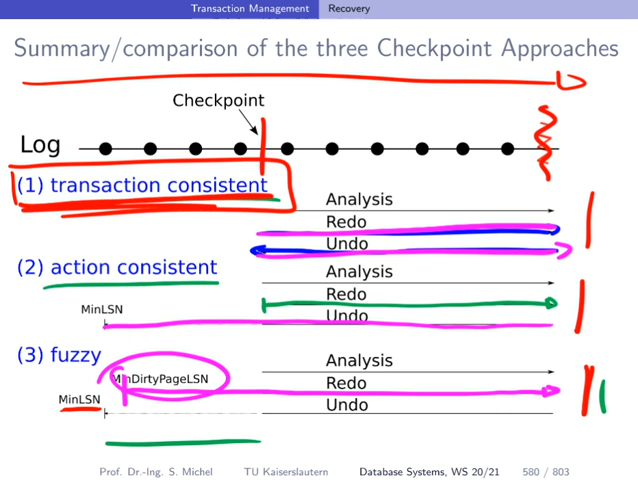 Transaction Management Recovery
Summary/comparison of the three Checkpoint Approaches
Checkpoint
Log
(1) transaction consistent
Analysis
Redo
Undo
(2) action consistent
Analysis
Redo
MinLSN
Undo
(3) fuzzy
Analysis
MinDirtyPageLSN
Redo
MinLSN
Undo
Prof. Dr.-Ing. S. Michel TU Kaiserslautern Database Systems, WS 20/21 580 / 803